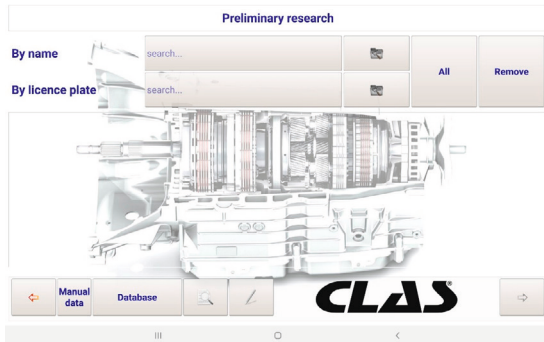 Preliminary research
By name
search...
All
Remove
By licence plate
search...
Manual
data
Database
CLAS